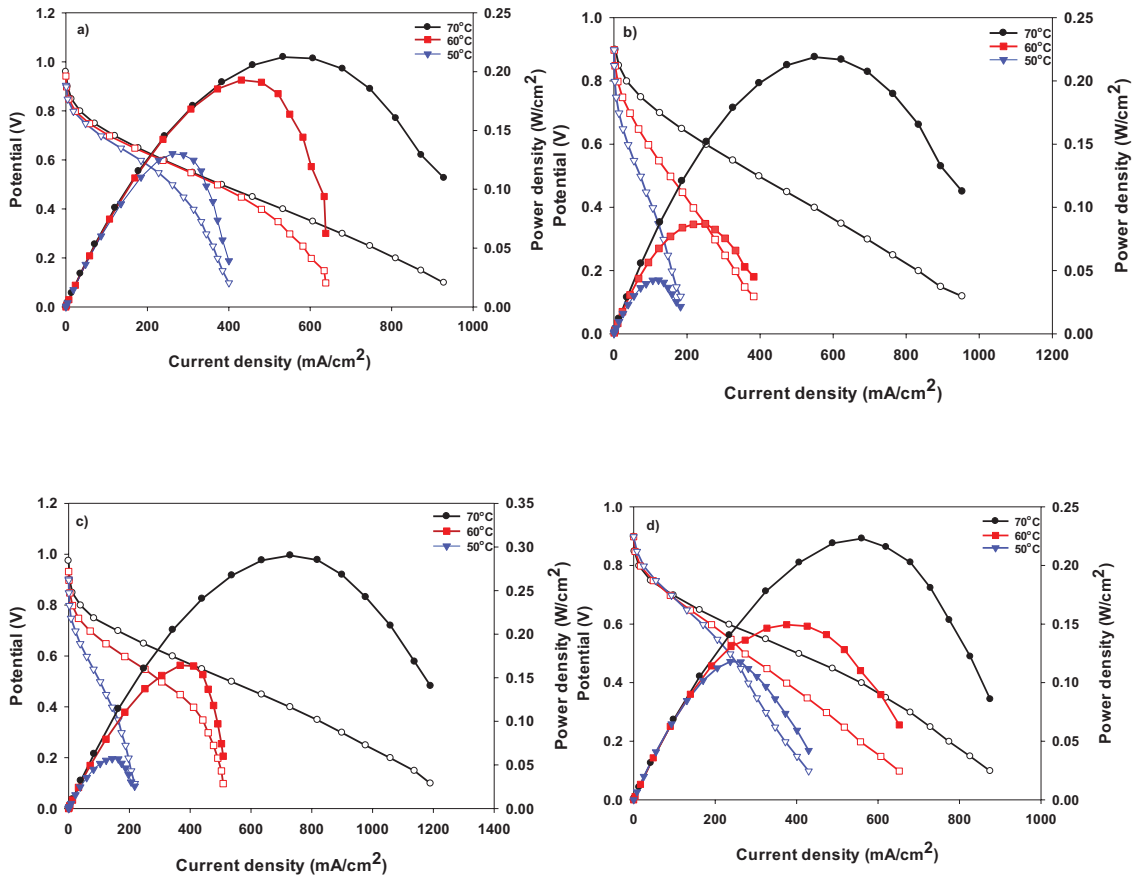 a)
70°C
60°C
50°C
1.2
1.0
0.8
0.6
0.4
0.2
0.0
0.25
0.20
0.15
0.10
0.05
0.00
0 200 400 600 800 1000
Potential (V)
Power density (W/cm²)
Current density (mA/cm²)
b)
70°C
60°C
50°C
1.0
0.8
0.6
0.4
0.2
0.0
0.25
0.20
0.15
0.10
0.05
0.00
0 200 400 600 800 1000 1200
Potential (V)
Power density (W/cm²)
Current density (mA/cm²)
c)
70°C
60°C
50°C
1.2
1.0
0.8
0.6
0.4
0.2
0.0
0.35
0.30
0.25
0.20
0.15
0.10
0.05
0.00
0 200 400 600 800 1000 1200 1400
Potential (V)
Power density (W/cm²)
Current density (mA/cm²)
d)
70°C
60°C
50°C
1.0
0.8
0.6
0.4
0.2
0.0
0.25
0.20
0.15
0.10
0.05
0.00
0 200 400 600 800 1000
Potential (V)
Power density (W/cm²)
Current density (mA/cm²)